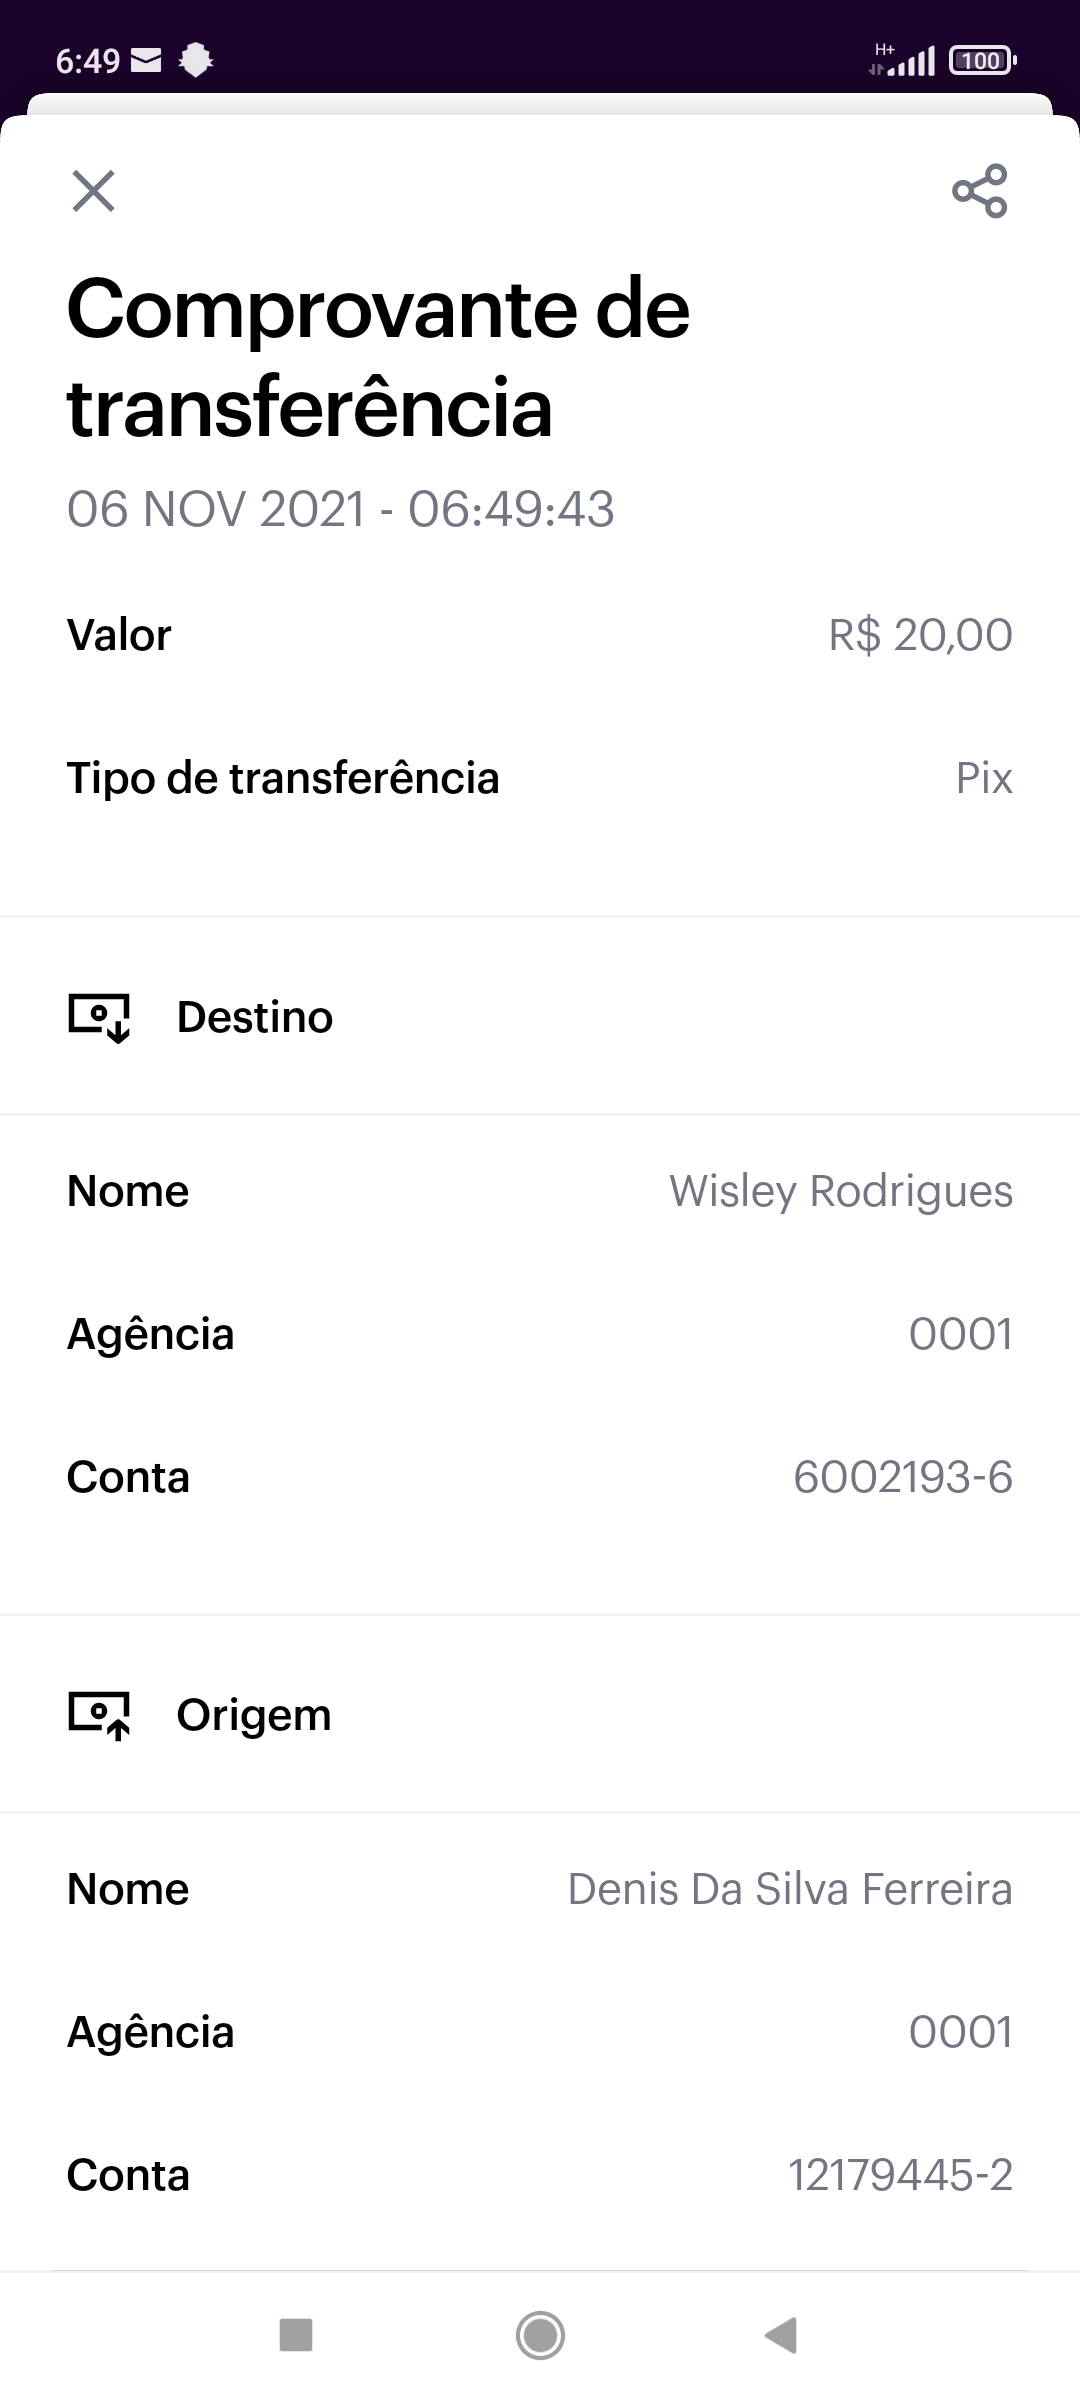 6:49
H+
100
Comprovante de
transferência
06 NOV 2021 - 06:49:43
Valor R$ 20,00
Tipo de transferência Pix
Destino
Nome Wisley Rodrigues
Agência 0001
Conta 6002193-6
Origem
Nome Denis Da Silva Ferreira
Agência 0001
Conta 12179445-2